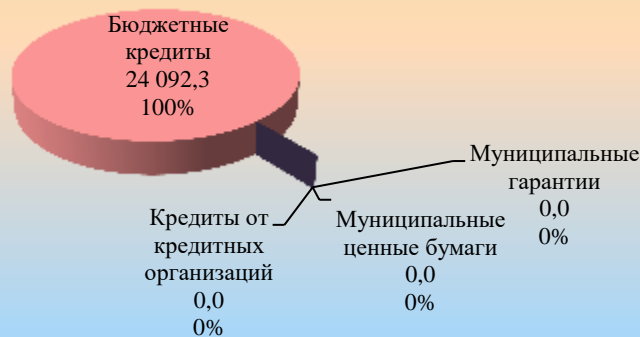 Бюджетные
кредиты
24 092,3
100%
Муниципальные
гарантии
0,0
0%
Кредиты от
кредитных
организаций
0,0
0%
Муниципальные
ценные бумаги
0,0
0%